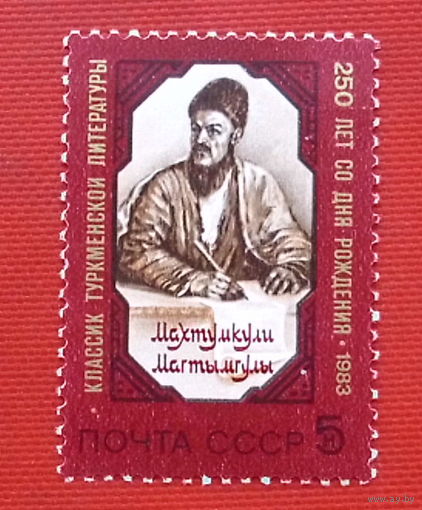 КЛАССИК ТУРКМЕНСКОЙ ЛИТЕРАТУРЫ
250 ЛЕТ СО ДНЯ РОЖДЕНИЯ • 1983
Махтумкули
Магтымгулы
ПОЧТА СССР 5